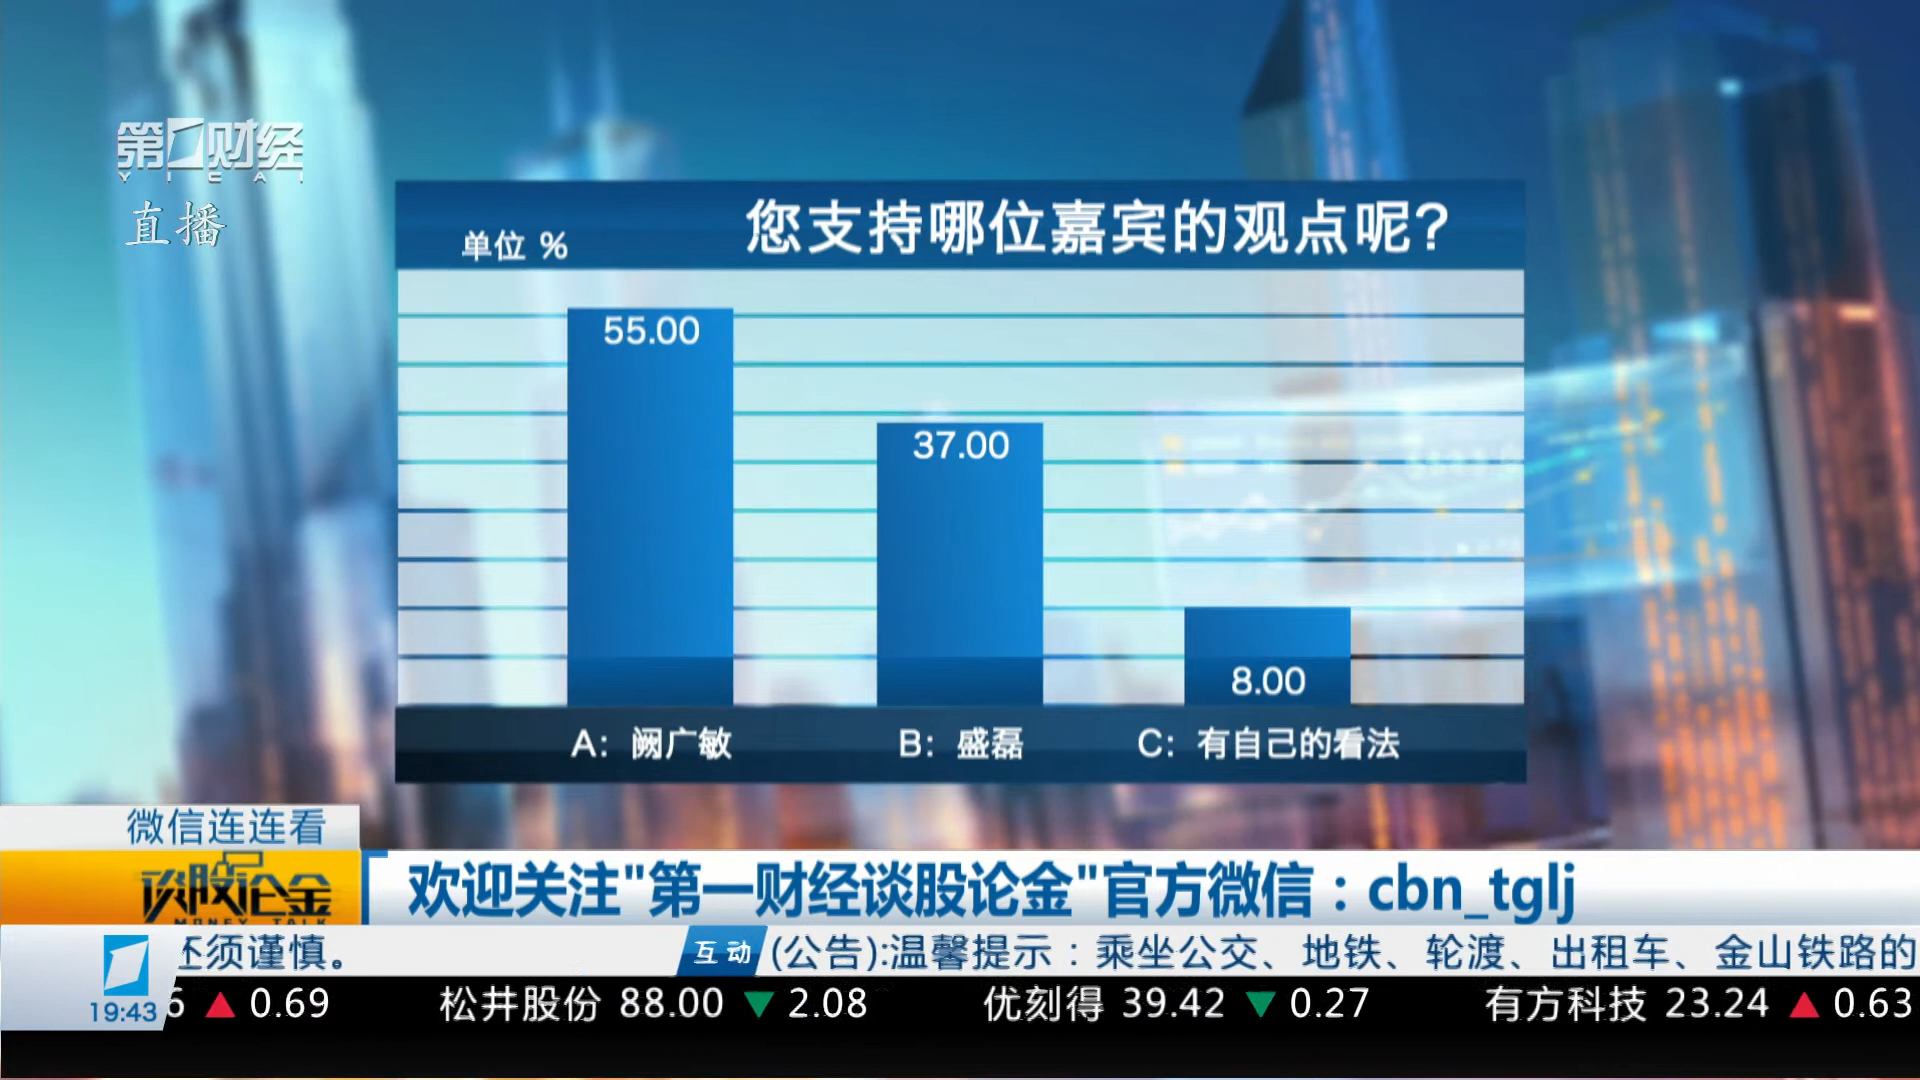 第一财经
YICAI
直播
单位 %
您支持哪位嘉宾的观点呢?
55.00
37.00
8.00
A: 阙广敏
B: 盛磊
C: 有自己的看法
微信连连看
谈股论金
MONEY TALK
欢迎关注"第一财经谈股论金"官方微信：cbn_tglj
还须谨慎。
互动
(公告):温馨提示：乘坐公交、地铁、轮渡、出租车、金山铁路的
19:43
6 ▲ 0.69 松井股份 88.00 ▼ 2.08 优刻得 39.42 ▼ 0.27 有方科技 23.24 ▲ 0.63